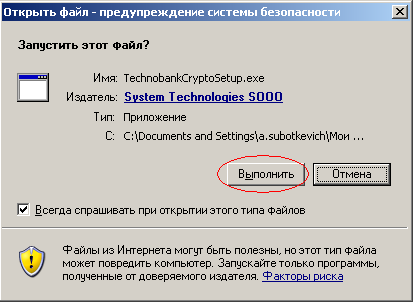 Открыть файл - предупреждение системы безопасности
Запустить этот файл?
Имя: TechnobankCryptoSetup.exe
Издатель: System Technologies SOOO
Тип: Приложение
С: C:\Documents and Settings\a.subotkevich\Мои ...
Выполнить Отмена
Всегда спрашивать при открытии этого типа файлов
Файлы из Интернета могут быть полезны, но этот тип файла
может повредить компьютер. Запускайте только программы,
полученные от доверяемого издателя. Факторы риска